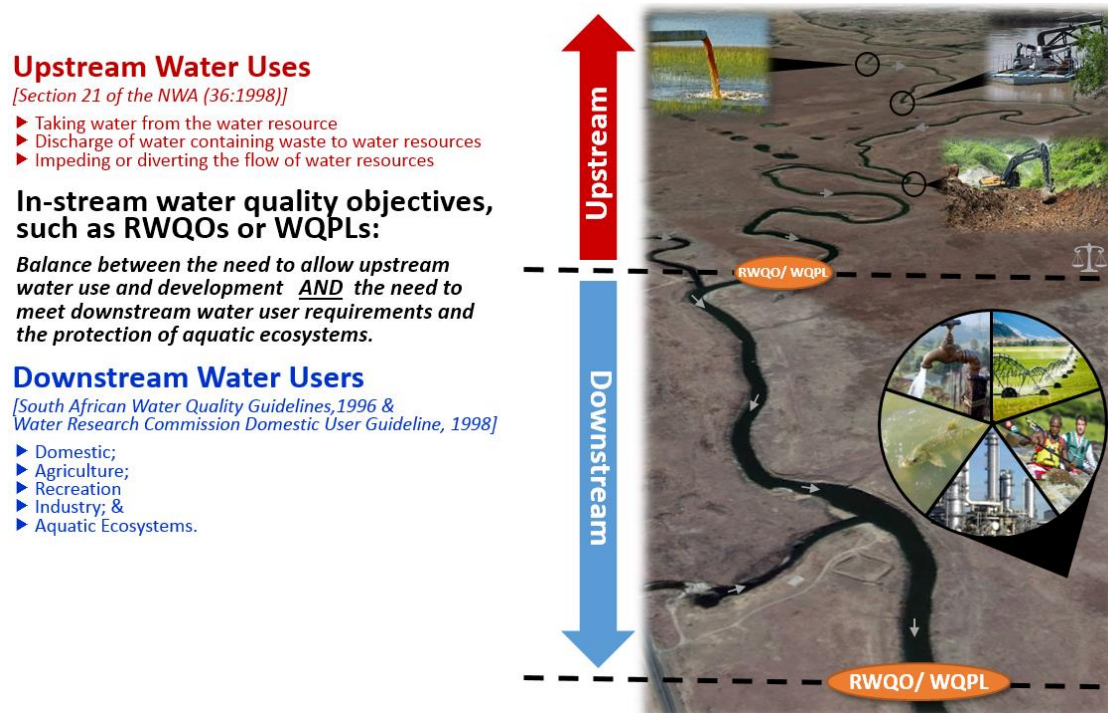 Upstream Water Uses
[Section 21 of the NWA (36:1998)]
▶ Taking water from the water resource
▶ Discharge of water containing waste to water resources
▶ Impeding or diverting the flow of water resources
In-stream water quality objectives,
such as RWQOs or WQPLs:
Balance between the need to allow upstream
water use and development AND the need to
meet downstream water user requirements and
the protection of aquatic ecosystems.
Downstream Water Users
[South African Water Quality Guidelines,1996 &
Water Research Commission Domestic User Guideline, 1998]
▶ Domestic;
▶ Agriculture;
▶ Recreation
▶ Industry; &
▶ Aquatic Ecosystems.
Upstream
Downstream
RWQO/ WQPL
RWQO/ WQPL